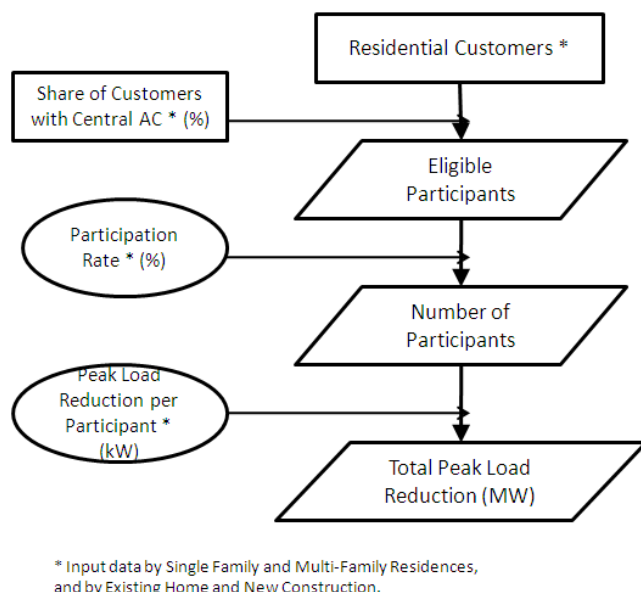 Residential Customers *
Share of Customers
with Central AC * (%)
Eligible
Participants
Participation
Rate * (%)
Number of
Participants
Peak Load
Reduction per
Participant *
(kW)
Total Peak Load
Reduction (MW)
* Input data by Single Family and Multi-Family Residences,
and by Existing Home and New Construction.